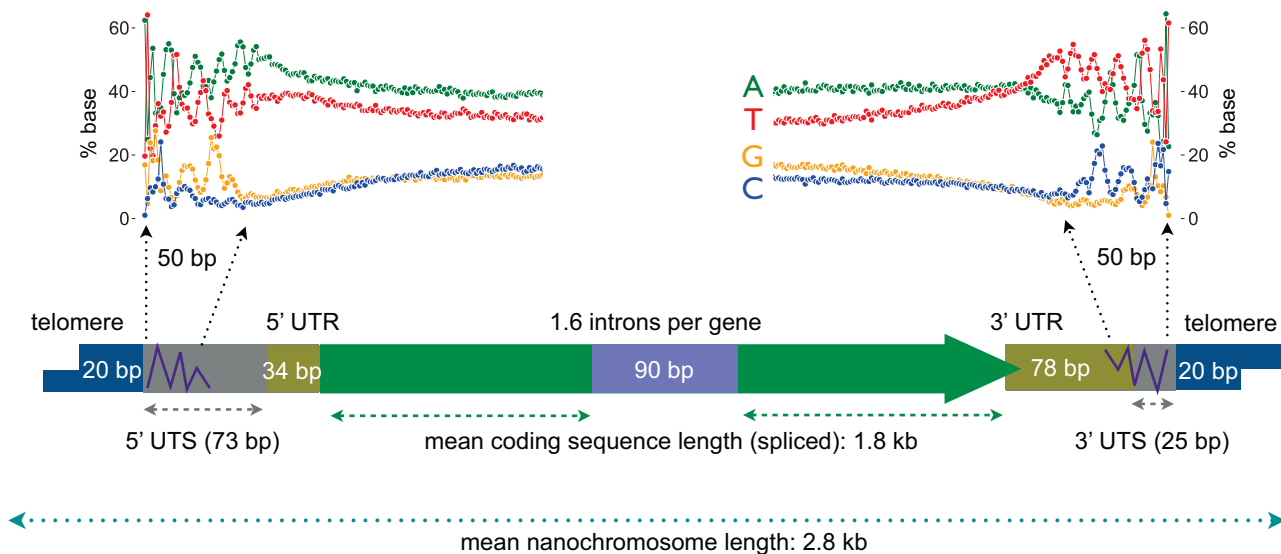 60
40
20
0
% base
A
T
G
C
60
40
20
0
% base
50 bp
50 bp
telomere
5’ UTR
1.6 introns per gene
3’ UTR
telomere
20 bp
34 bp
90 bp
78 bp
20 bp
5’ UTS (73 bp)
mean coding sequence length (spliced): 1.8 kb
3’ UTS (25 bp)
mean nanochromosome length: 2.8 kb